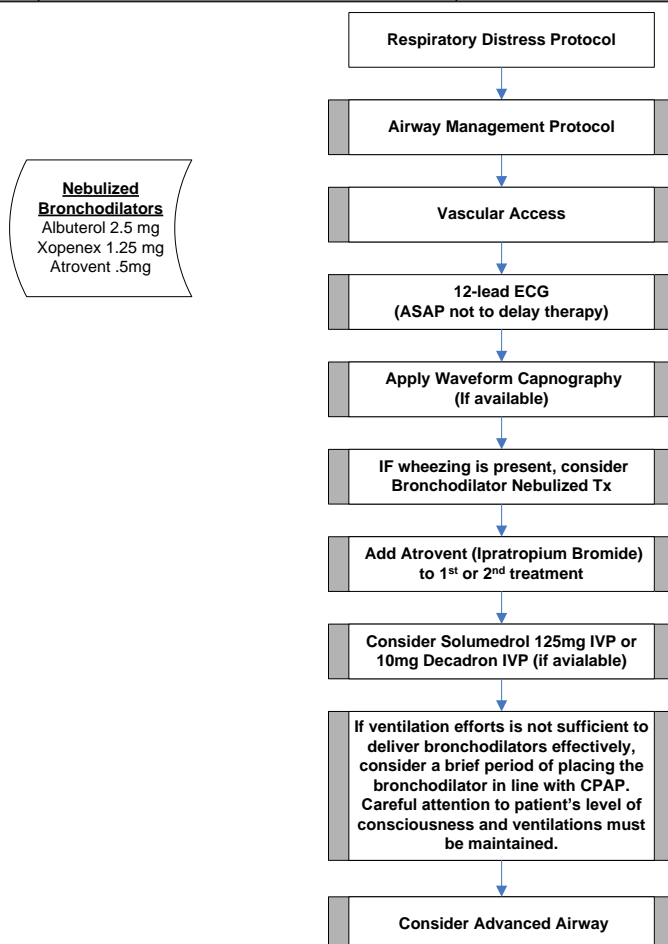 Respiratory Distress Protocol
Airway Management Protocol
Nebulized
Bronchodilators
Albuterol 2.5 mg
Xopenex 1.25 mg
Atrovent .5mg
Vascular Access
12-lead ECG
(ASAP not to delay therapy)
Apply Waveform Capnography
(If available)
IF wheezing is present, consider
Bronchodilator Nebulized Tx
Add Atrovent (Ipratropium Bromide)
to 1st or 2nd treatment
Consider Solumedrol 125mg IVP or
10mg Decadron IVP (if avialable)
If ventilation efforts is not sufficient to
deliver bronchodilators effectively,
consider a brief period of placing the
bronchodilator in line with CPAP.
Careful attention to patient's level of
consciousness and ventilations must
be maintained.
Consider Advanced Airway